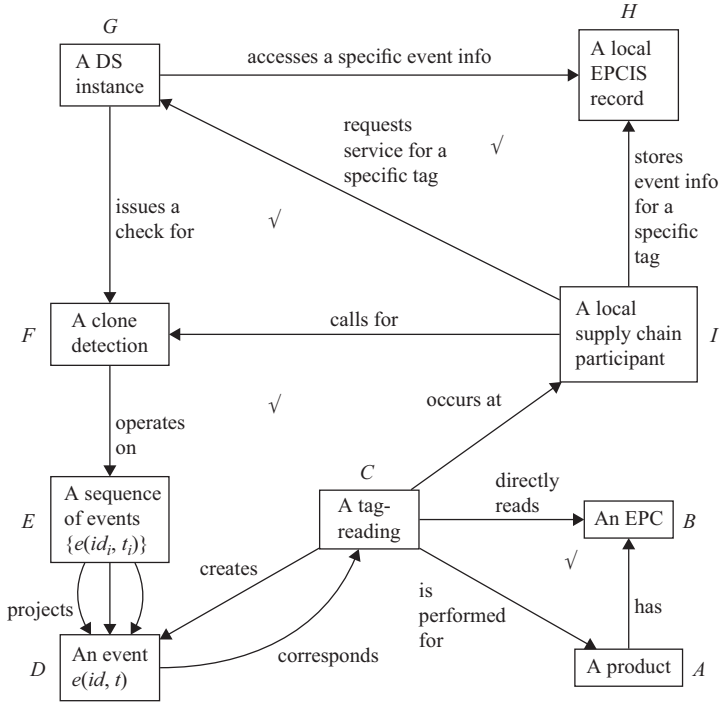 G
H
A DS
instance
accesses a specific event info
A local
EPCIS
record
requests
service for a
specific tag
√
stores
event info
for a
specific
tag
issues a
check for
√
F
A clone
detection
calls for
A local
supply chain
participant
I
operates
on
√
occurs at
C
E
A sequence
of events
{e(id_i, t_i)}
A tag-
reading
directly
reads
An EPC
B
√
creates
projects
is
performed
for
has
D
An event
e(id, t)
corresponds
A product
A